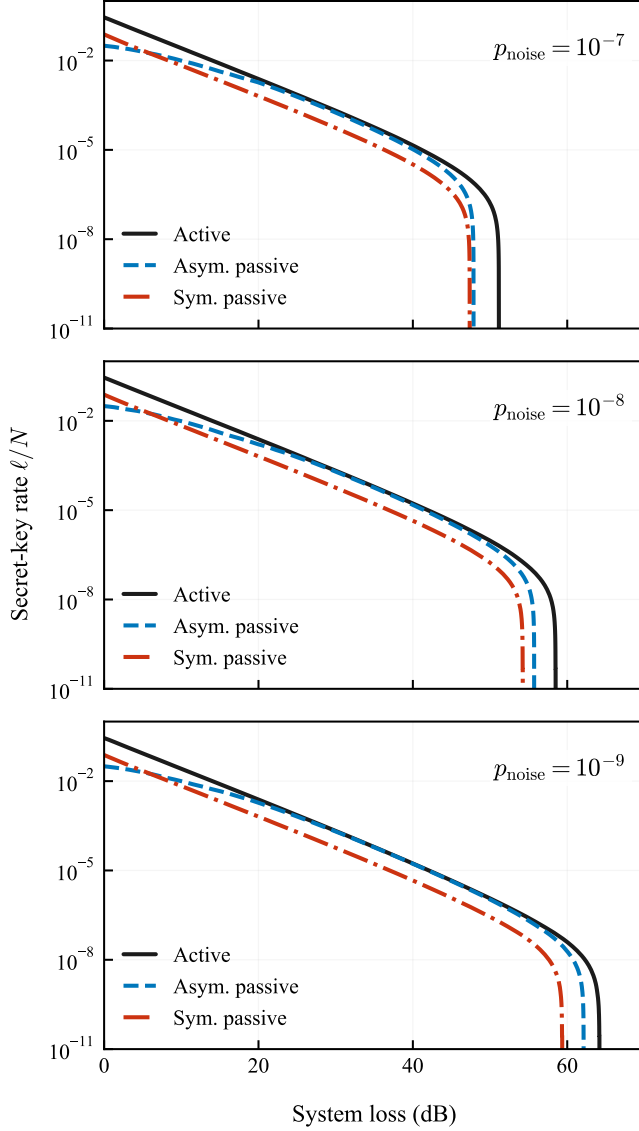 10⁻²
10⁻⁵
10⁻⁸
10⁻¹¹
p_noise = 10⁻⁷
Active
Asym. passive
Sym. passive
Secret-key rate ℓ/N
10⁻²
10⁻⁵
10⁻⁸
10⁻¹¹
p_noise = 10⁻⁸
Active
Asym. passive
Sym. passive
10⁻²
10⁻⁵
10⁻⁸
10⁻¹¹
p_noise = 10⁻⁹
Active
Asym. passive
Sym. passive
0 20 40 60
System loss (dB)